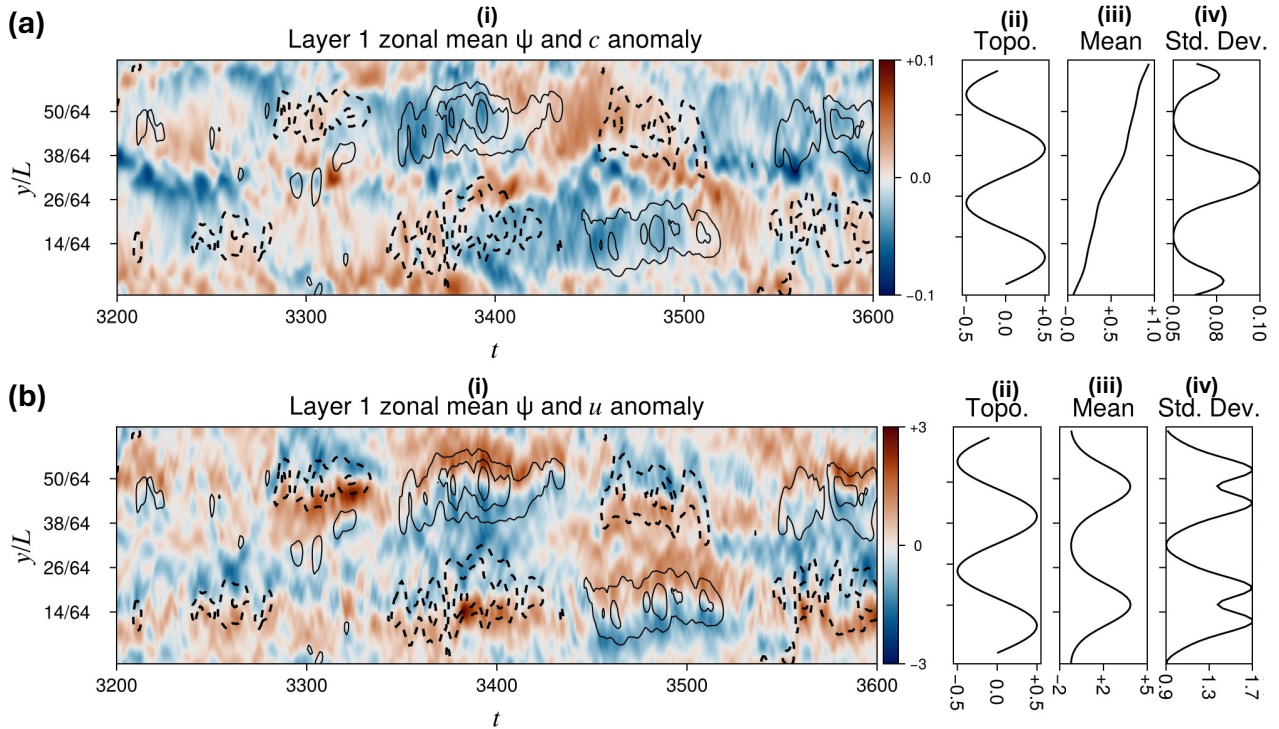 (a)
(i)
Layer 1 zonal mean ψ and c anomaly
(ii)
Topo.
(iii)
Mean
(iv)
Std. Dev.
y/L
50/64
38/64
26/64
14/64
3200
3300
3400
3500
3600
t
+0.1
0.0
−0.1
−0.5
0.0
+0.5
−0.0
+0.5
+1.0
0.05
0.08
0.10
(b)
(i)
Layer 1 zonal mean ψ and u anomaly
(ii)
Topo.
(iii)
Mean
(iv)
Std. Dev.
y/L
50/64
38/64
26/64
14/64
3200
3300
3400
3500
3600
t
+3
0
−3
−0.5
0.0
+0.5
−2
+2
+5
0.9
1.3
1.7